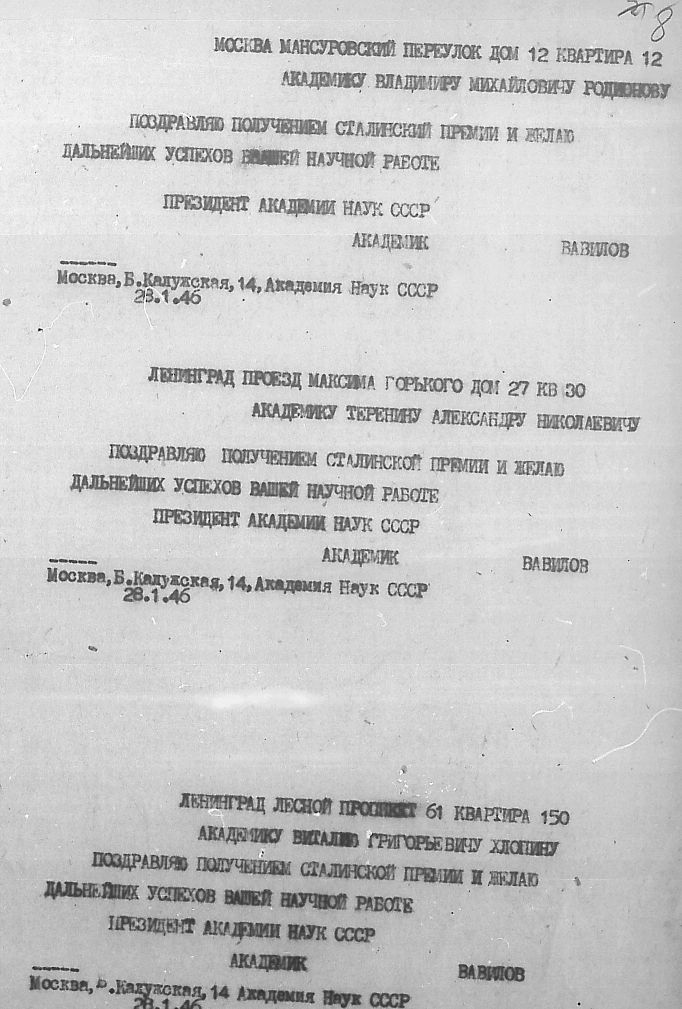 8
МОСКВА МАНСУРОВСКИЙ ПЕРЕУЛОК ДОМ 12 КВАРТИРА 12
АКАДЕМИКУ ВЛАДИМИРУ МИХАЙЛОВИЧУ РОДИОНОВУ
ПОЗДРАВЛЯЮ ПОЛУЧЕНИЕМ СТАЛИНСКИЙ ПРЕМИИ И ЖЕЛАЮ
ДАЛЬНЕЙШИХ УСПЕХОВ ВАШЕЙ НАУЧНОЙ РАБОТЕ
ПРЕЗИДЕНТ АКАДЕМИИ НАУК СССР
АКАДЕМИК ВАВИЛОВ
------
Москва, Б.Калужская, 14, Академия Наук СССР
28.1.46
ЛЕНИНГРАД ПРОЕЗД МАКСИМА ГОРЬКОГО ДОМ 27 КВ 30
АКАДЕМИКУ ТЕРЕНИНУ АЛЕКСАНДРУ НИКОЛАЕВИЧУ
ПОЗДРАВЛЯЮ ПОЛУЧЕНИЕМ СТАЛИНСКОЙ ПРЕМИИ И ЖЕЛАЮ
ДАЛЬНЕЙШИХ УСПЕХОВ ВАШЕЙ НАУЧНОЙ РАБОТЕ
ПРЕЗИДЕНТ АКАДЕМИИ НАУК СССР
АКАДЕМИК ВАВИЛОВ
-----
Москва, Б.Калужская, 14, Академия Наук СССР
28.1.46
ЛЕНИНГРАД ЛЕСНОЙ ПРОСПЕКТ 61 КВАРТИРА 150
АКАДЕМИКУ ВИТАЛИЮ ГРИГОРЬЕВИЧУ ХЛОПИНУ
ПОЗДРАВЛЯЮ ПОЛУЧЕНИЕМ СТАЛИНСКОЙ ПРЕМИИ И ЖЕЛАЮ
ДАЛЬНЕЙШИХ УСПЕХОВ ВАШЕЙ НАУЧНОЙ РАБОТЕ
ПРЕЗИДЕНТ АКАДЕМИИ НАУК СССР
АКАДЕМИК ВАВИЛОВ
-----
Москва, Б.Калужская, 14 Академия Наук СССР
28.1.46